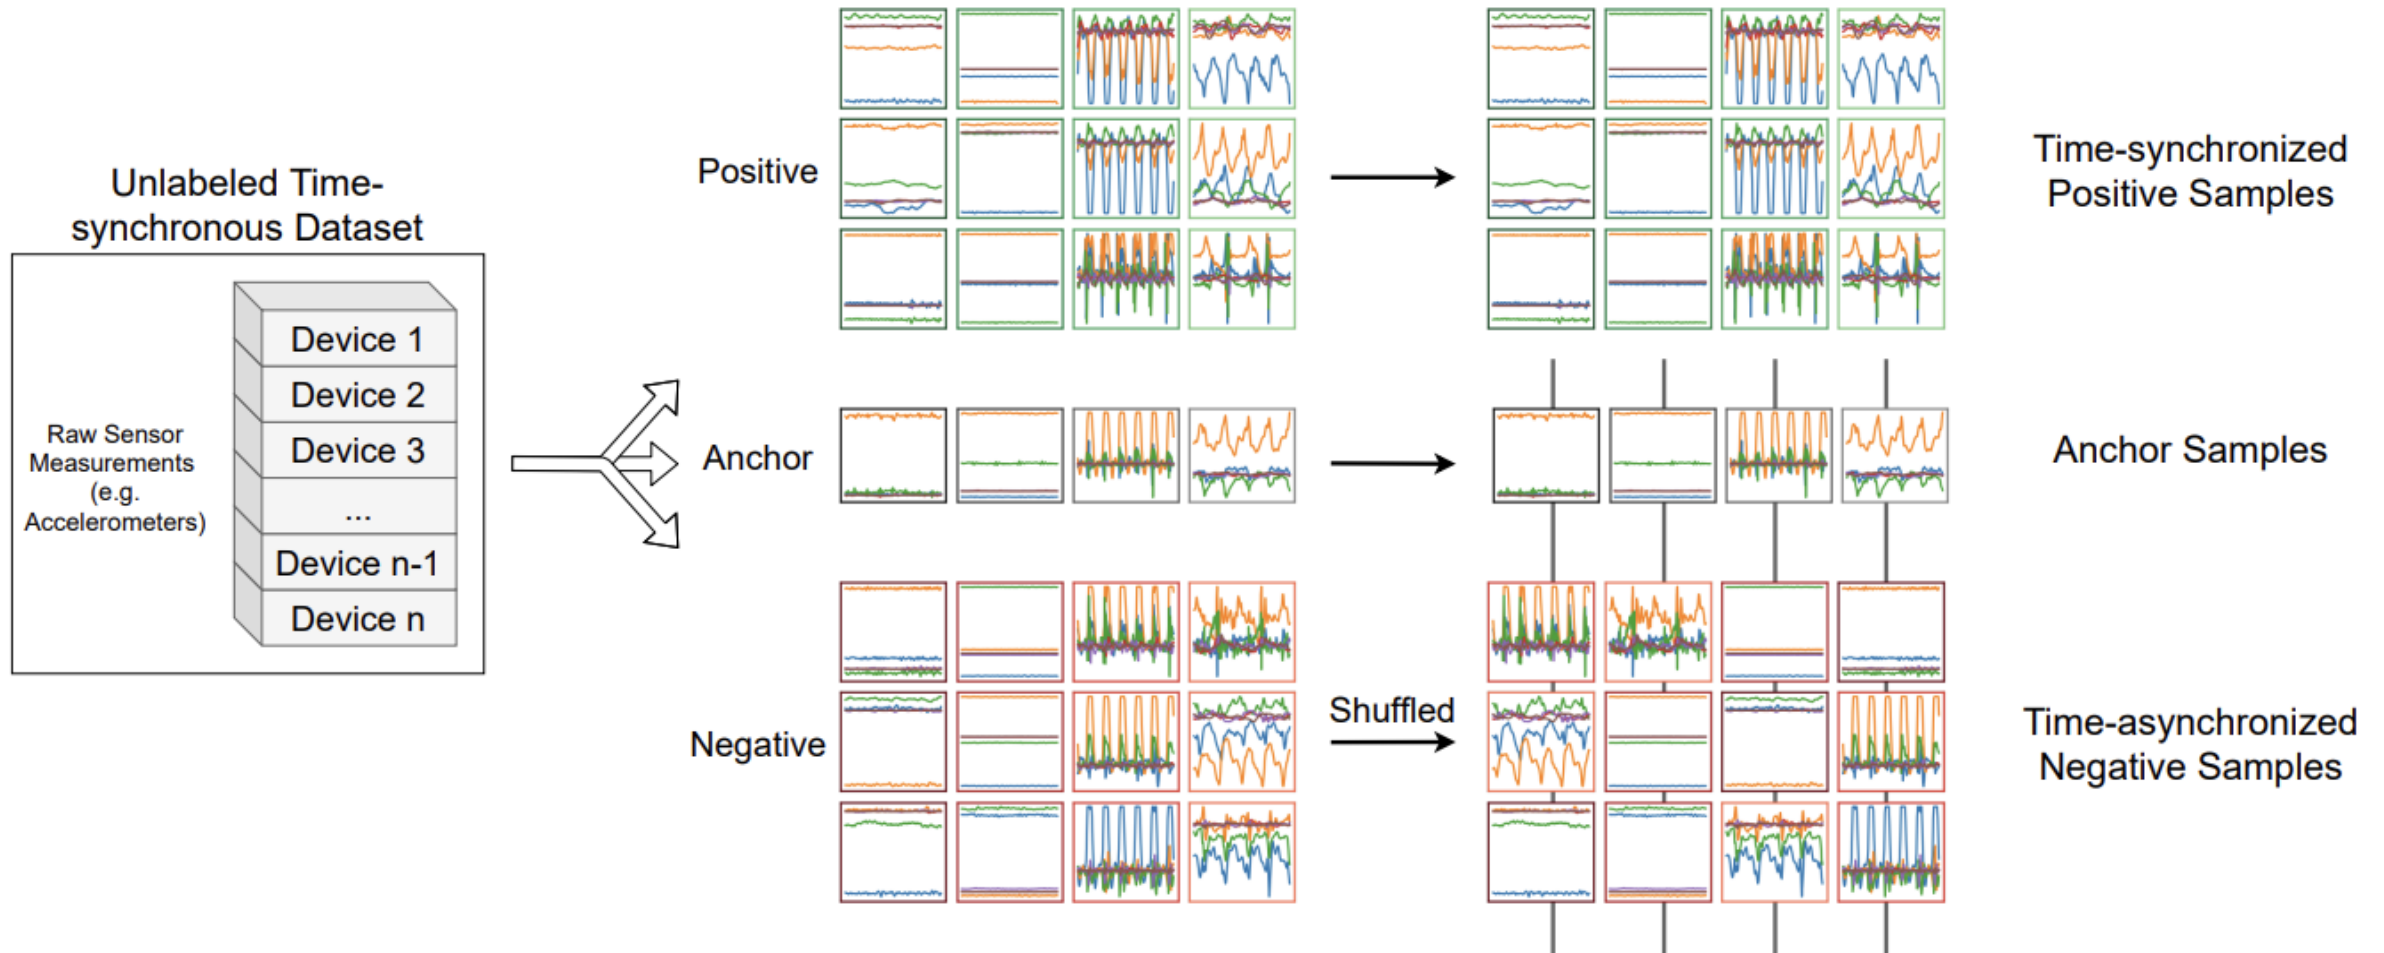 Unlabeled Time-
synchronous Dataset
Raw Sensor
Measurements
(e.g.
Accelerometers)
Device 1
Device 2
Device 3
...
Device n-1
Device n
Positive
Anchor
Negative
Shuffled
Time-synchronized
Positive Samples
Anchor Samples
Time-asynchronized
Negative Samples